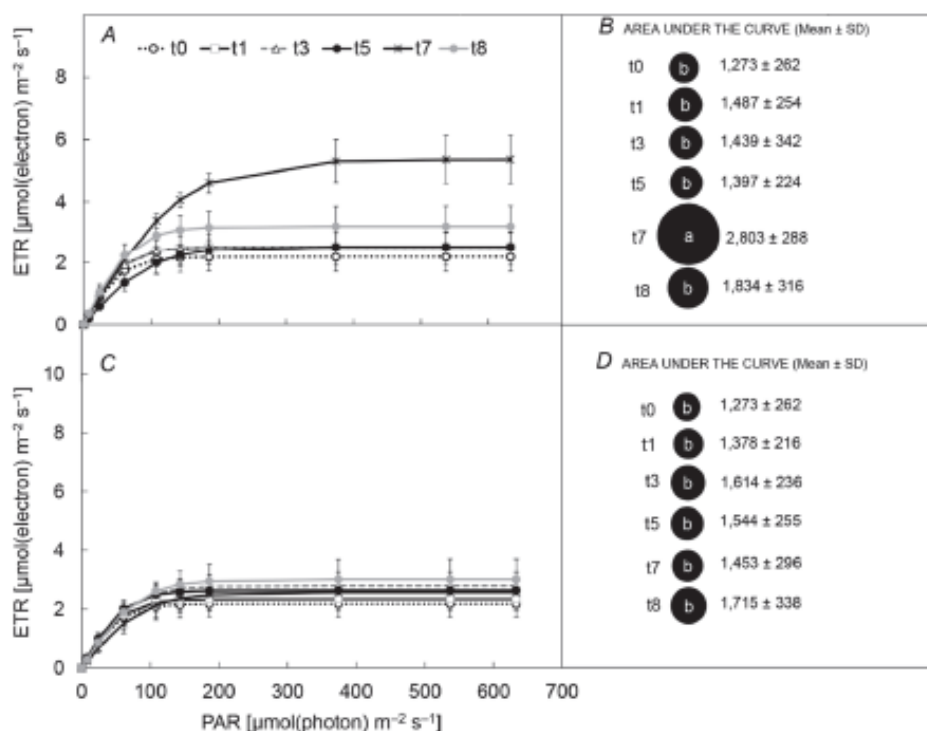 A
t0 t1 t3 t5 t7 t8
ETR [µmol(electron) m⁻² s⁻¹]
8
6
4
2
0
B AREA UNDER THE CURVE (Mean ± SD)
t0 b 1,273 ± 262
t1 b 1,487 ± 254
t3 b 1,439 ± 342
t5 b 1,397 ± 224
t7 a 2,803 ± 288
t8 b 1,834 ± 316
C
ETR [µmol(electron) m⁻² s⁻¹]
10
8
6
4
2
0
0 100 200 300 400 500 600 700
PAR [µmol(photon) m⁻² s⁻¹]
D AREA UNDER THE CURVE (Mean ± SD)
t0 b 1,273 ± 262
t1 b 1,378 ± 216
t3 b 1,614 ± 236
t5 b 1,544 ± 255
t7 b 1,453 ± 296
t8 b 1,715 ± 338